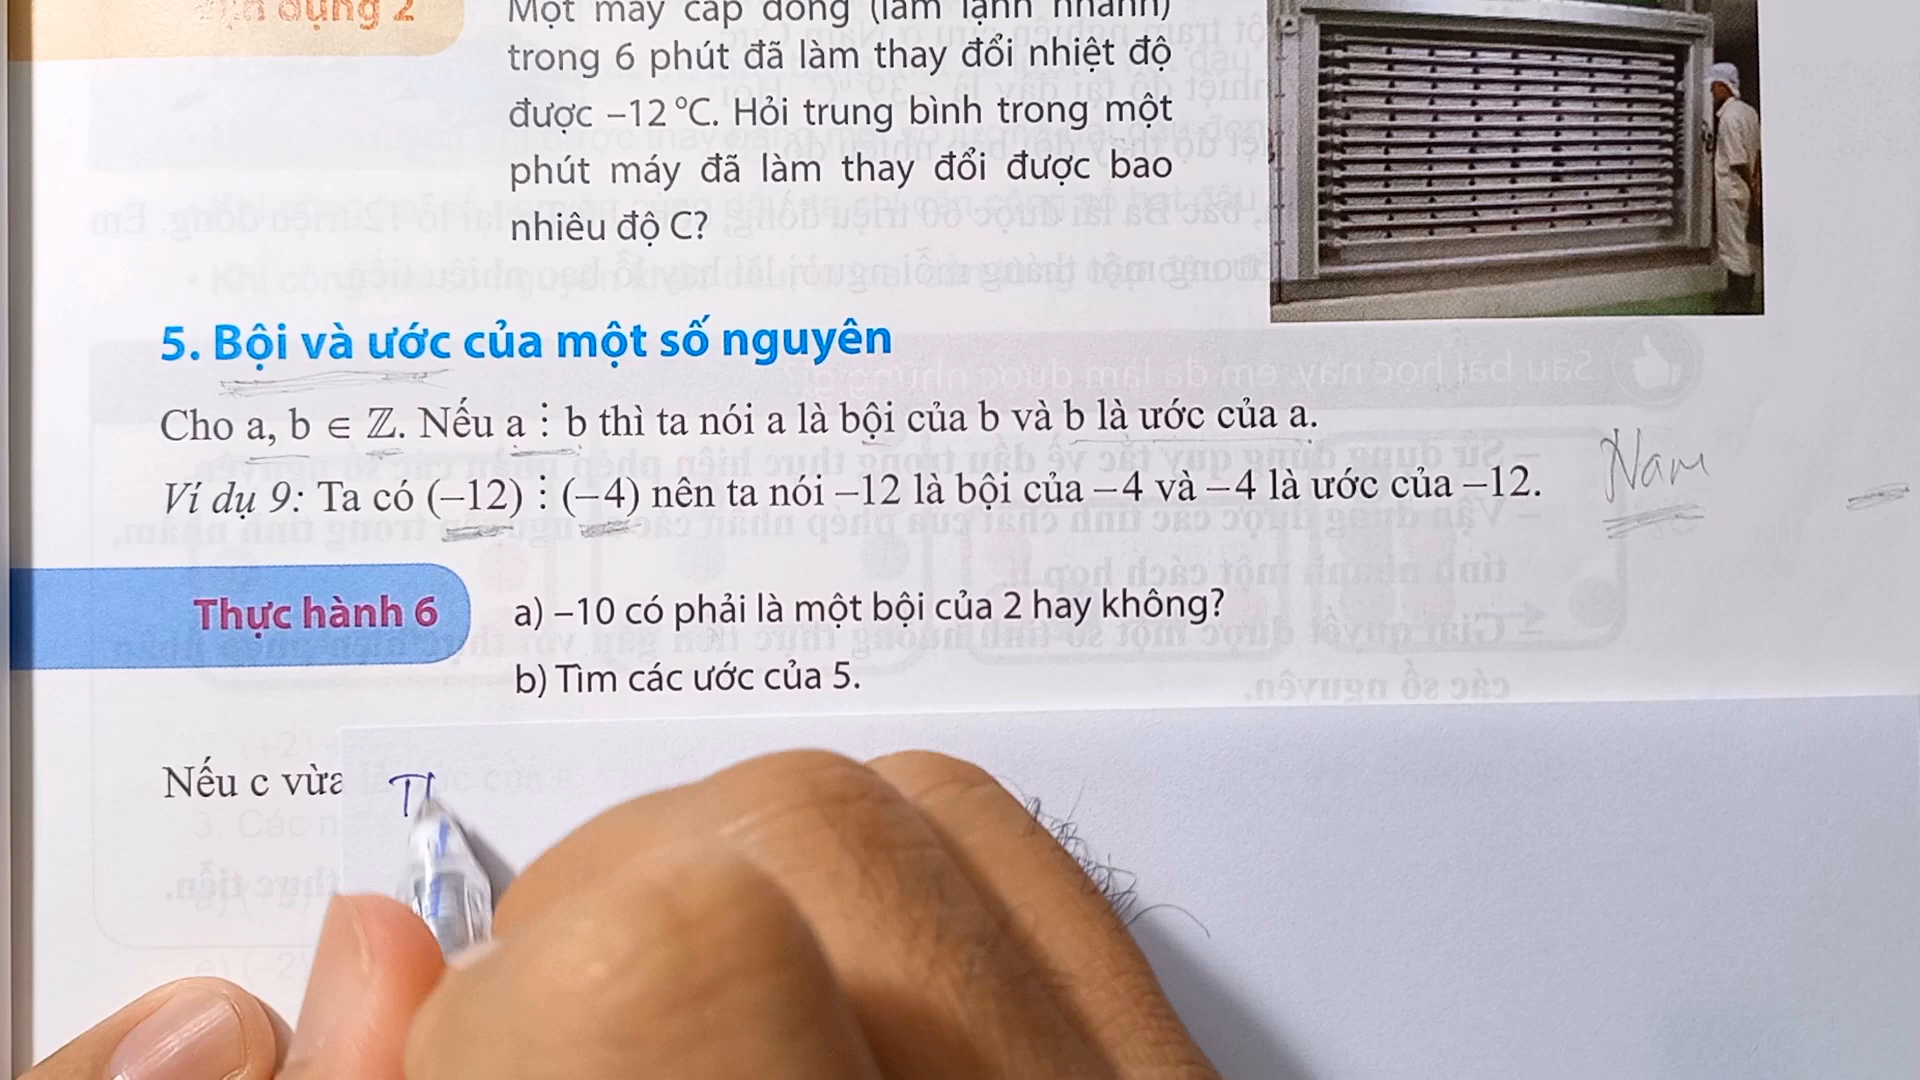 dụng 2
Một máy cấp đông (làm lạnh nhanh)
trong 6 phút đã làm thay đổi nhiệt độ
được –12 °C. Hỏi trung bình trong một
phút máy đã làm thay đổi được bao
nhiêu độ C?
5. Bội và ước của một số nguyên
Cho a, b ∈ ℤ. Nếu a ⋮ b thì ta nói a là bội của b và b là ước của a.
Ví dụ 9: Ta có (–12) ⋮ (–4) nên ta nói –12 là bội của –4 và –4 là ước của –12.
Nam
Thực hành 6
a) –10 có phải là một bội của 2 hay không?
b) Tìm các ước của 5.
Nếu c vừa